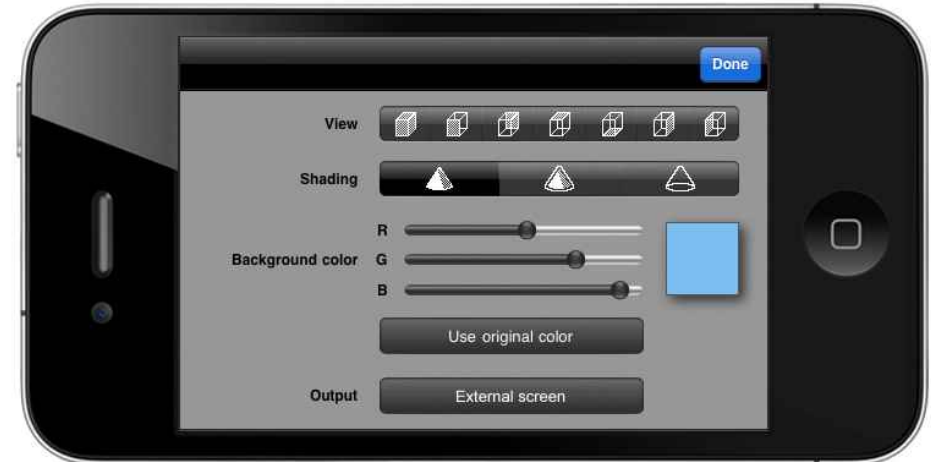 Done
View
Shading
R
Background color G
B
Use original color
Output External screen